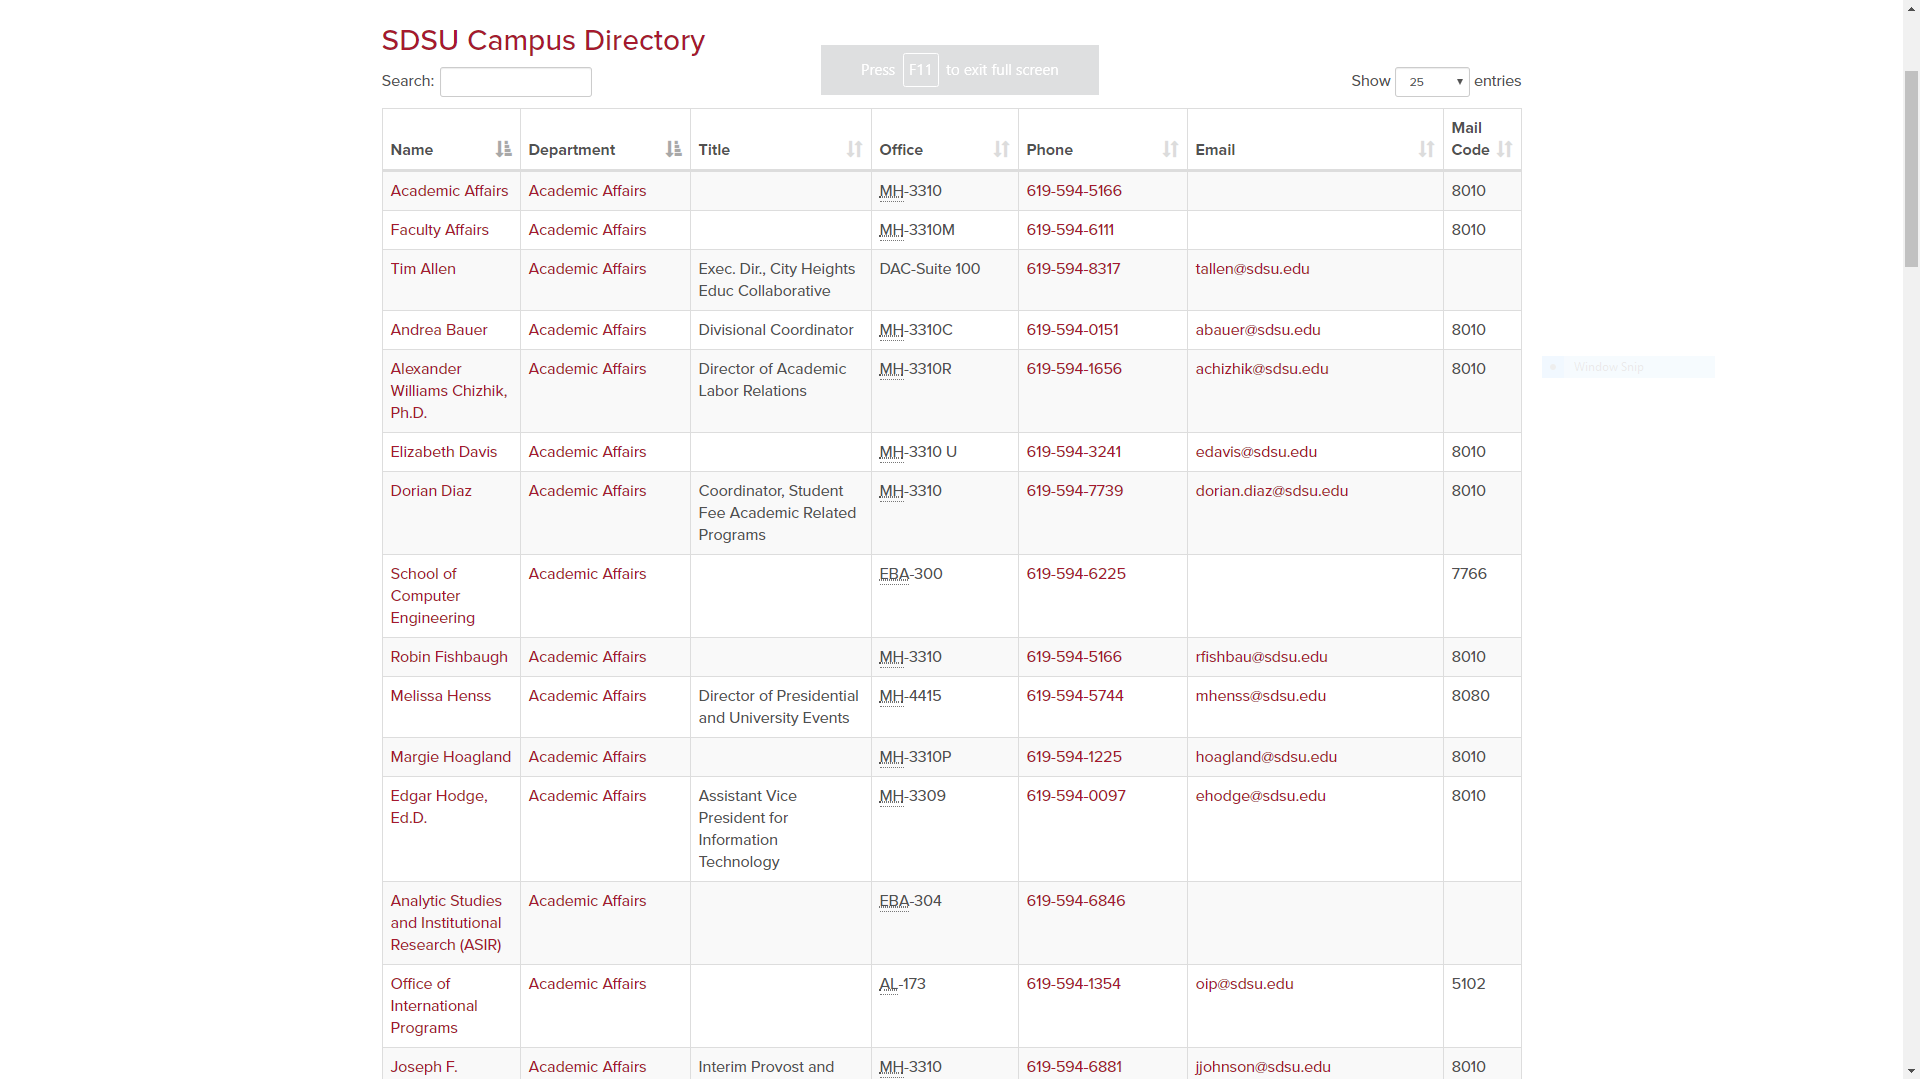 SDSU Campus Directory
Search:
Press F11 to exit full screen
Show 25 entries
Name Department Title Office Phone Email Mail Code
Academic Affairs Academic Affairs MH-3310 619-594-5166 8010
Faculty Affairs Academic Affairs MH-3310M 619-594-6111 8010
Tim Allen Academic Affairs Exec. Dir., City Heights DAC-Suite 100 619-594-8317 tallen@sdsu.edu
Educ Collaborative
Andrea Bauer Academic Affairs Divisional Coordinator MH-3310C 619-594-0151 abauer@sdsu.edu 8010
Alexander Academic Affairs Director of Academic MH-3310R 619-594-1656 achizhik@sdsu.edu 8010
Williams Chizhik, Labor Relations
Ph.D.
Window Snip
Elizabeth Davis Academic Affairs MH-3310 U 619-594-3241 edavis@sdsu.edu 8010
Dorian Diaz Academic Affairs Coordinator, Student MH-3310 619-594-7739 dorian.diaz@sdsu.edu 8010
Fee Academic Related
Programs
School of Academic Affairs EBA-300 619-594-6225 7766
Computer
Engineering
Robin Fishbaugh Academic Affairs MH-3310 619-594-5166 rfishbau@sdsu.edu 8010
Melissa Henss Academic Affairs Director of Presidential MH-4415 619-594-5744 mhenss@sdsu.edu 8080
and University Events
Margie Hoagland Academic Affairs MH-3310P 619-594-1225 hoagland@sdsu.edu 8010
Edgar Hodge, Academic Affairs Assistant Vice MH-3309 619-594-0097 ehodge@sdsu.edu 8010
Ed.D. President for
Information
Technology
Analytic Studies Academic Affairs EBA-304 619-594-6846
and Institutional
Research (ASIR)
Office of Academic Affairs AL-173 619-594-1354 oip@sdsu.edu 5102
International
Programs
Joseph F. Academic Affairs Interim Provost and MH-3310 619-594-6881 jjohnson@sdsu.edu 8010